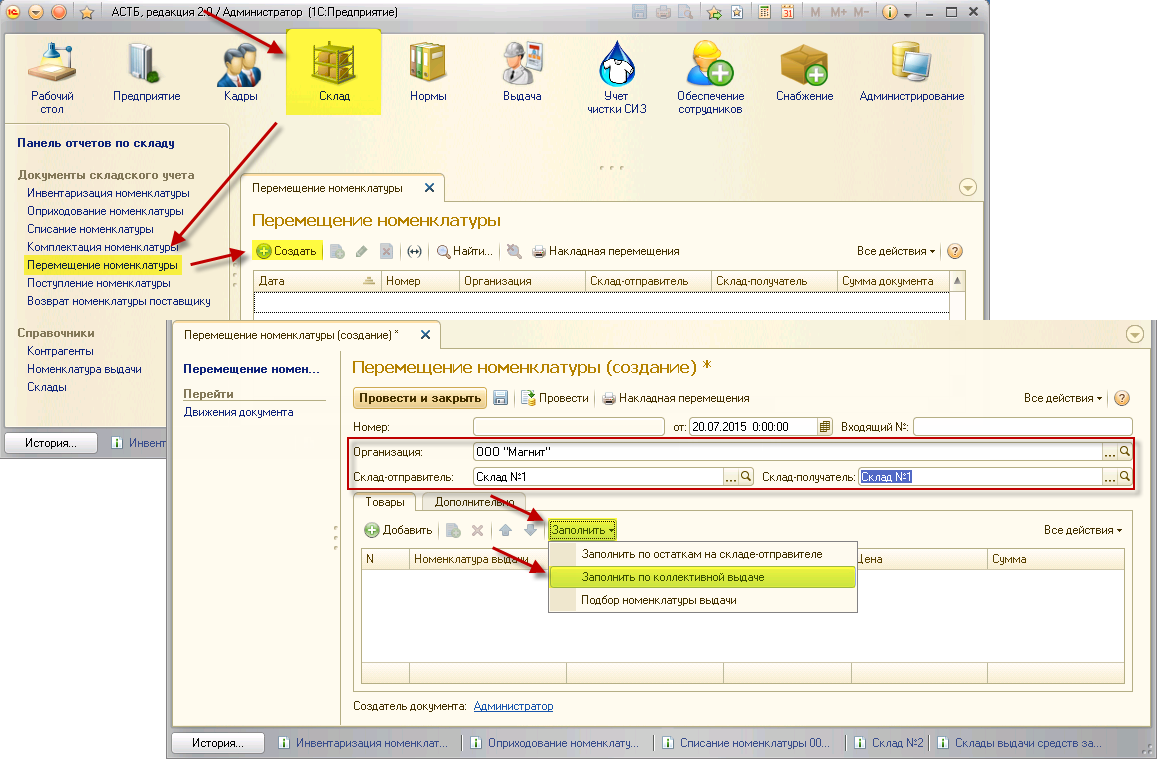 АСТБ, редакция 2.0 / Администратор (1С:Предприятие)
M M+ M-
Рабочий стол
Предприятие
Кадры
Склад
Нормы
Выдача
Учет чистки СИЗ
Обеспечение сотрудников
Снабжение
Администрирование
Панель отчетов по складу
Документы складского учета
Инвентаризация номенклатуры
Оприходование номенклатуры
Списание номенклатуры
Комплектация номенклатуры
Перемещение номенклатуры
Поступление номенклатуры
Возврат номенклатуры поставщику
Справочники
Контрагенты
Номенклатура выдачи
Склады
История...
Инвент
Перемещение номенклатуры
Перемещение номенклатуры
Создать
Найти...
Накладная перемещения
Все действия
Дата Номер Организация Склад-отправитель Склад-получатель Сумма документа
Перемещение номенклатуры (создание) *
Перемещение номен...
Перейти
Движения документа
Перемещение номенклатуры (создание) *
Провести и закрыть Провести Накладная перемещения Все действия
Номер: от: 20.07.2015 0:00:00 Входящий №:
Организация: ООО "Магнит"
Склад-отправитель: Склад №1 Склад-получатель: Склад №1
Товары Дополнительно
Добавить Заполнить Все действия
N Номенклатура выдачи Цена Сумма
Заполнить по остаткам на складе-отправителе
Заполнить по коллективной выдаче
Подбор номенклатуры выдачи
Создатель документа: Администратор
История... Инвентаризация номенклат... Оприходование номенклату... Списание номенклатуры 00... Склад №2 Склады выдачи средств за...